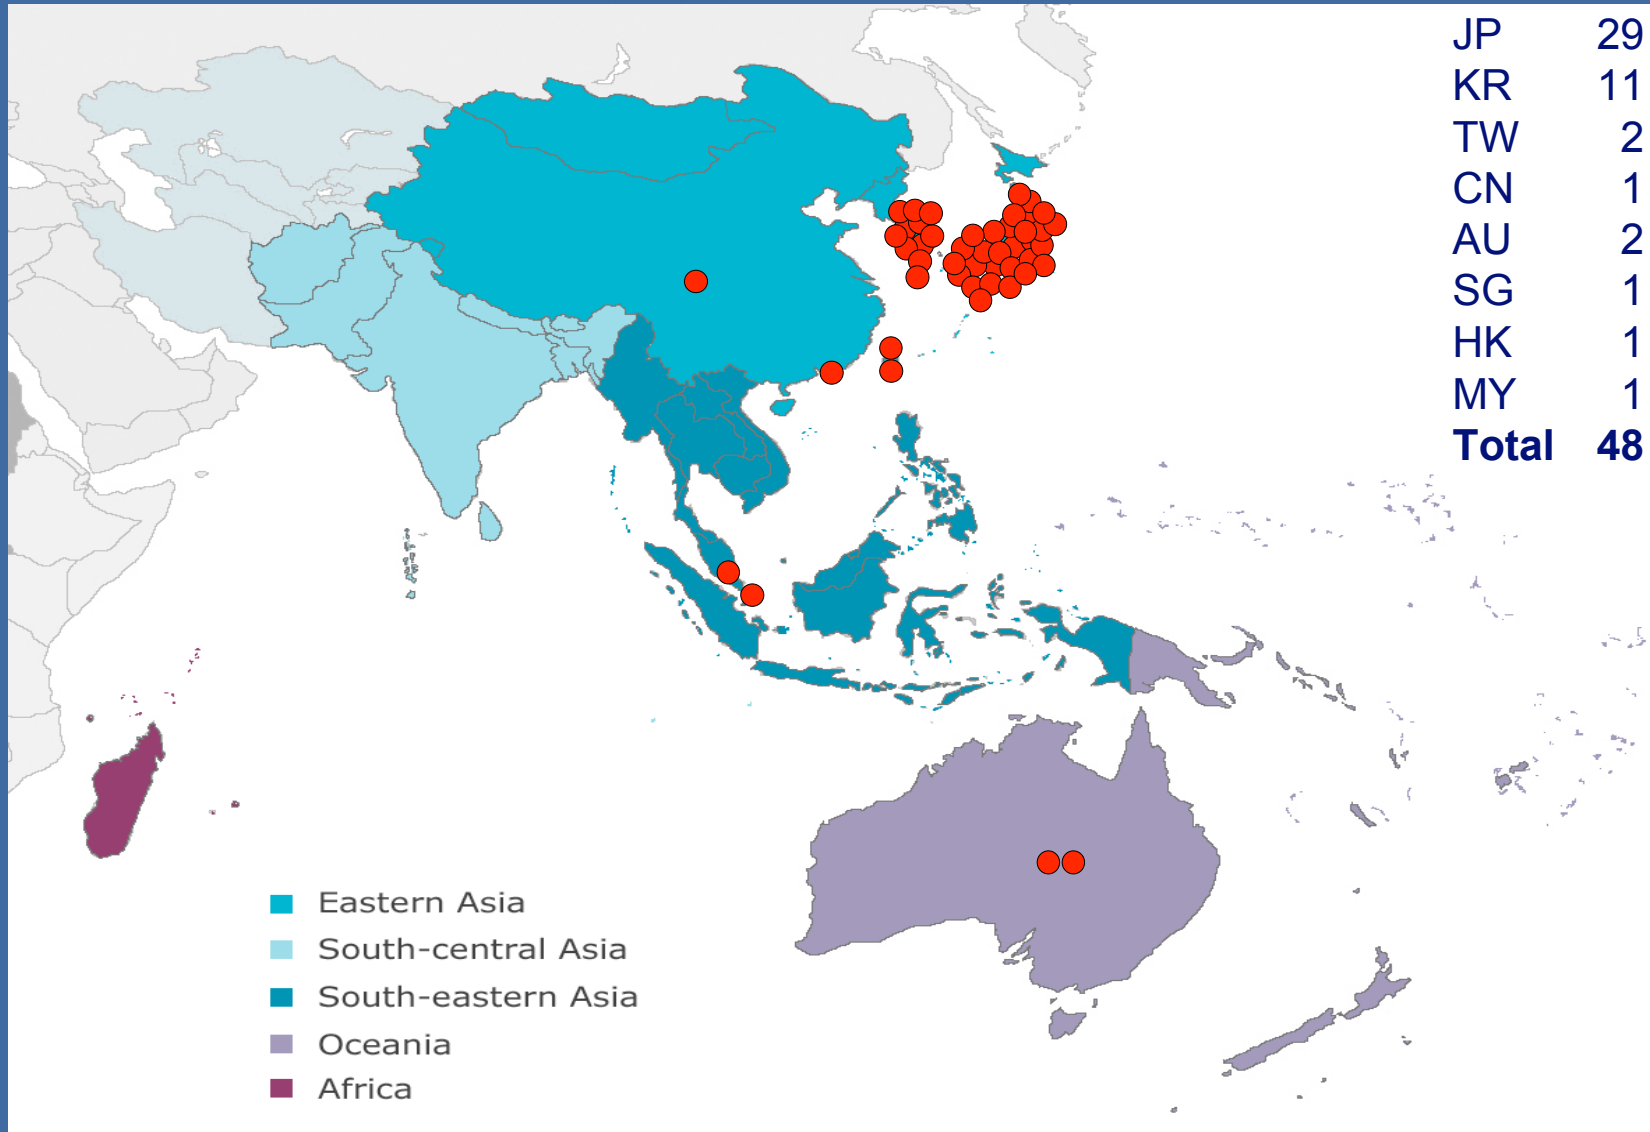 JP 29
KR 11
TW 2
CN 1
AU 2
SG 1
HK 1
MY 1
Total 48
Eastern Asia
South-central Asia
South-eastern Asia
Oceania
Africa